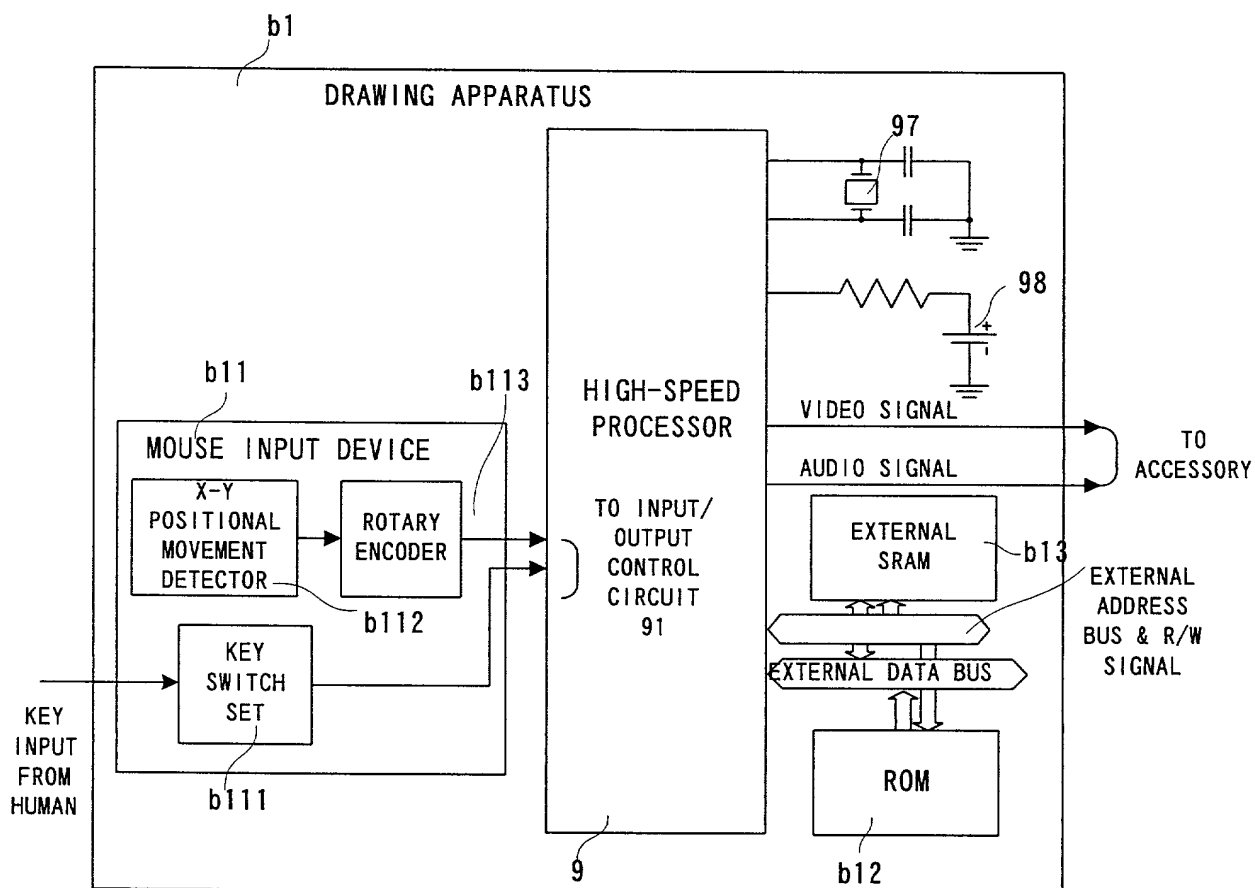 b1
DRAWING APPARATUS
97
98
b11
b113
MOUSE INPUT DEVICE
X-Y
POSITIONAL
MOVEMENT
DETECTOR
ROTARY
ENCODER
b112
KEY
SWITCH
SET
b111
KEY
INPUT
FROM
HUMAN
HIGH-SPEED
PROCESSOR
TO INPUT/
OUTPUT
CONTROL
CIRCUIT
91
9
+
-
VIDEO SIGNAL
AUDIO SIGNAL
TO
ACCESSORY
EXTERNAL
SRAM
b13
EXTERNAL
ADDRESS
BUS & R/W
SIGNAL
EXTERNAL DATA BUS
ROM
b12